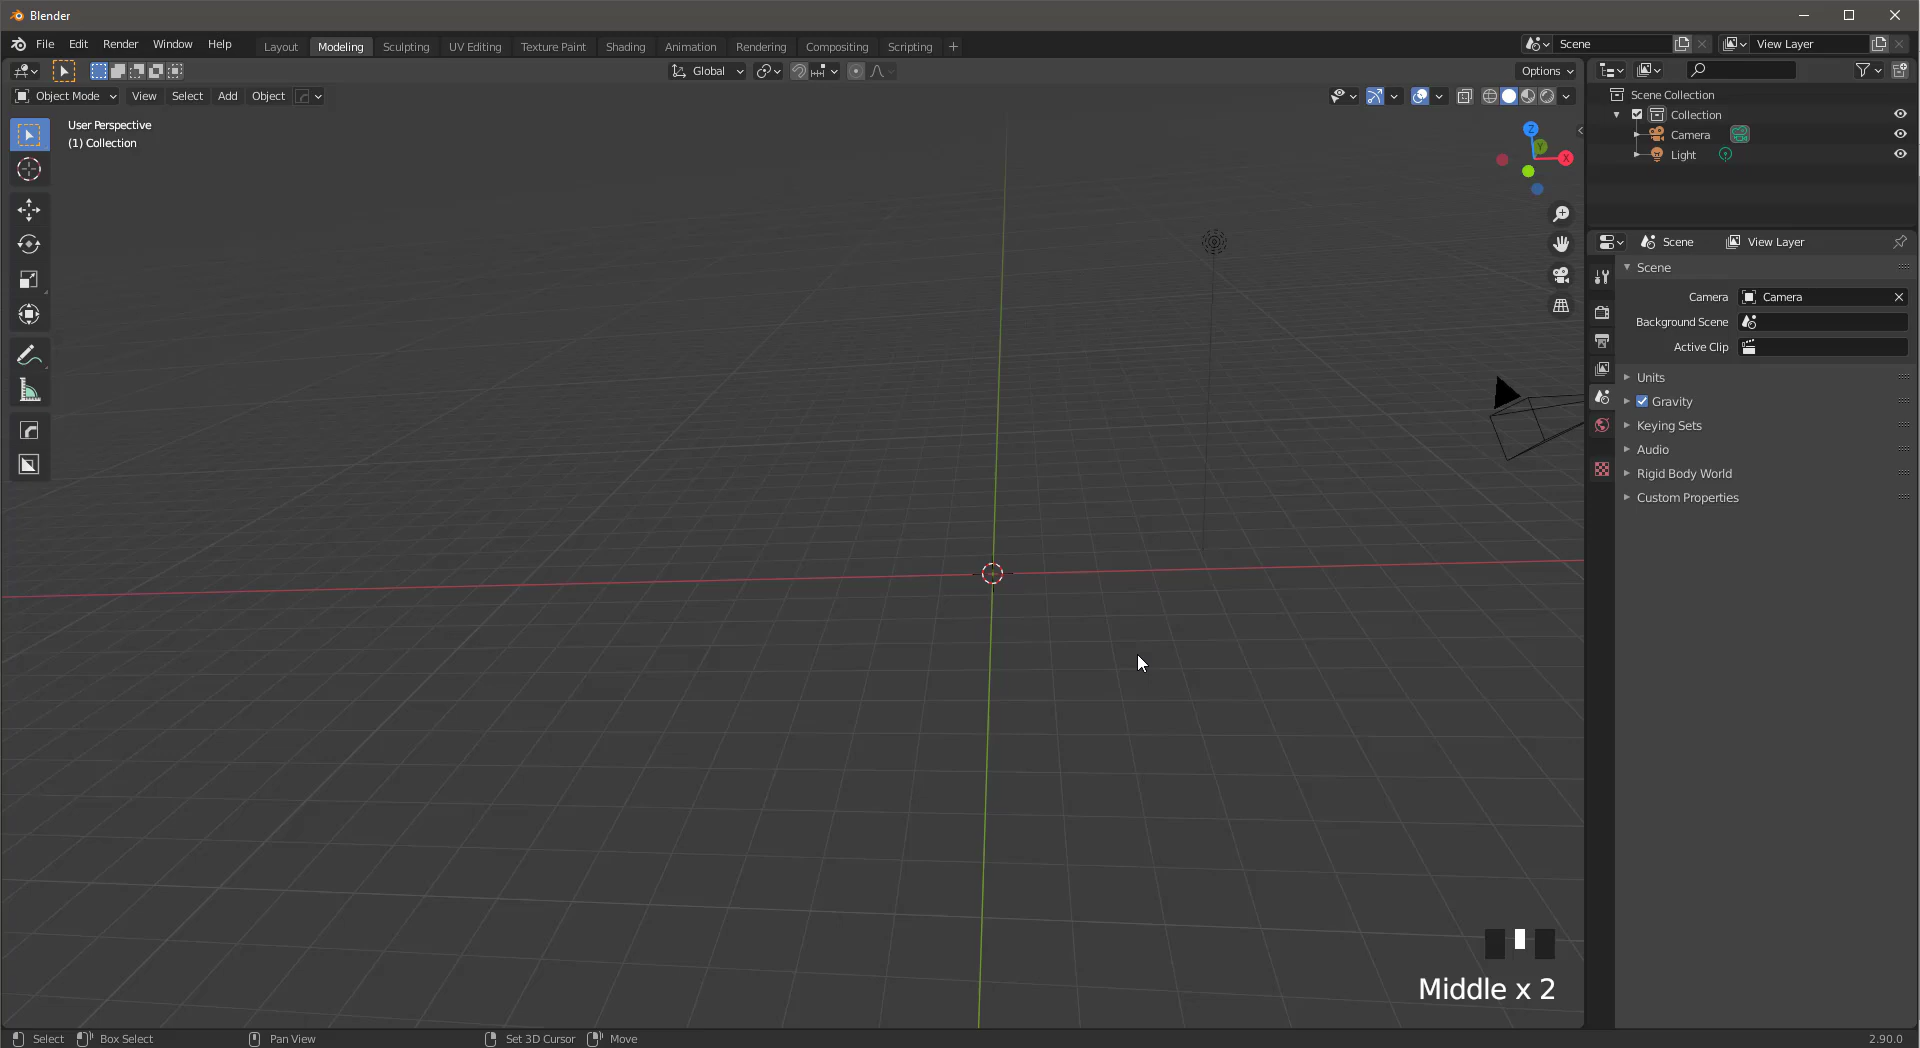 Blender
File Edit Render Window Help Layout Modeling Sculpting UV Editing Texture Paint Shading Animation Rendering Compositing Scripting + Scene View Layer
Global Options
Object Mode View Select Add Object
User Perspective
(1) Collection
Z
Y
X
Scene Collection
Collection
Camera
Light
Scene View Layer
Scene
Camera Camera
Background Scene
Active Clip
Units
Gravity
Keying Sets
Audio
Rigid Body World
Custom Properties
Middle x 2
Select Box Select Pan View Set 3D Cursor Move 2.90.0